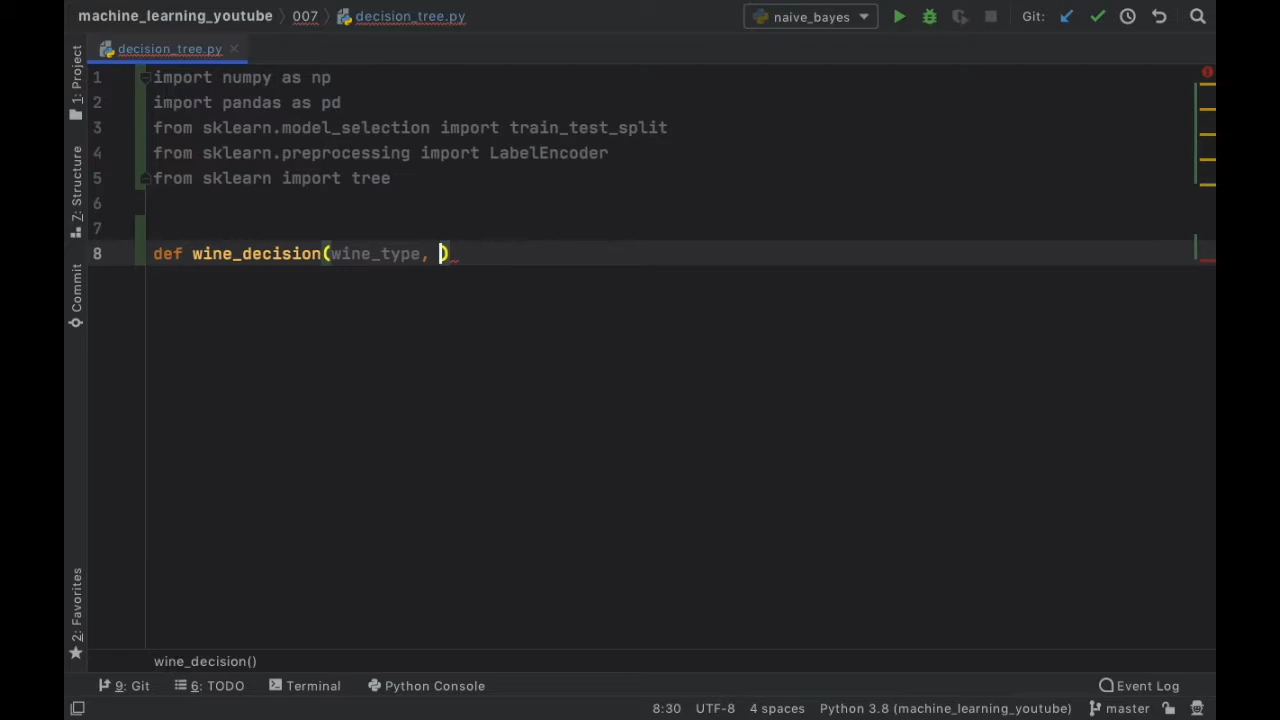 machine_learning_youtube 007 decision_tree.py naive_bayes Git:
decision_tree.py
1: Project
7: Structure
Commit
2: Favorites
1 import numpy as np
2 import pandas as pd
3 from sklearn.model_selection import train_test_split
4 from sklearn.preprocessing import LabelEncoder
5 from sklearn import tree
6
7
8 def wine_decision(wine_type, )
wine_decision()
9: Git 6: TODO Terminal Python Console Event Log
8:30 UTF-8 4 spaces Python 3.8 (machine_learning_youtube) master